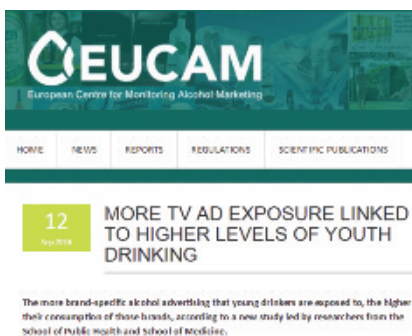 EUCAM
European Centre for Monitoring Alcohol Marketing
HOME NEWS REPORTS REGULATIONS SCIENTIFIC PUBLICATIONS
12
Sep 2016
MORE TV AD EXPOSURE LINKED
TO HIGHER LEVELS OF YOUTH
DRINKING
The more brand-specific alcohol advertising that young drinkers are exposed to, the higher
their consumption of those brands, according to a new study led by researchers from the
School of Public Health and School of Medicine.